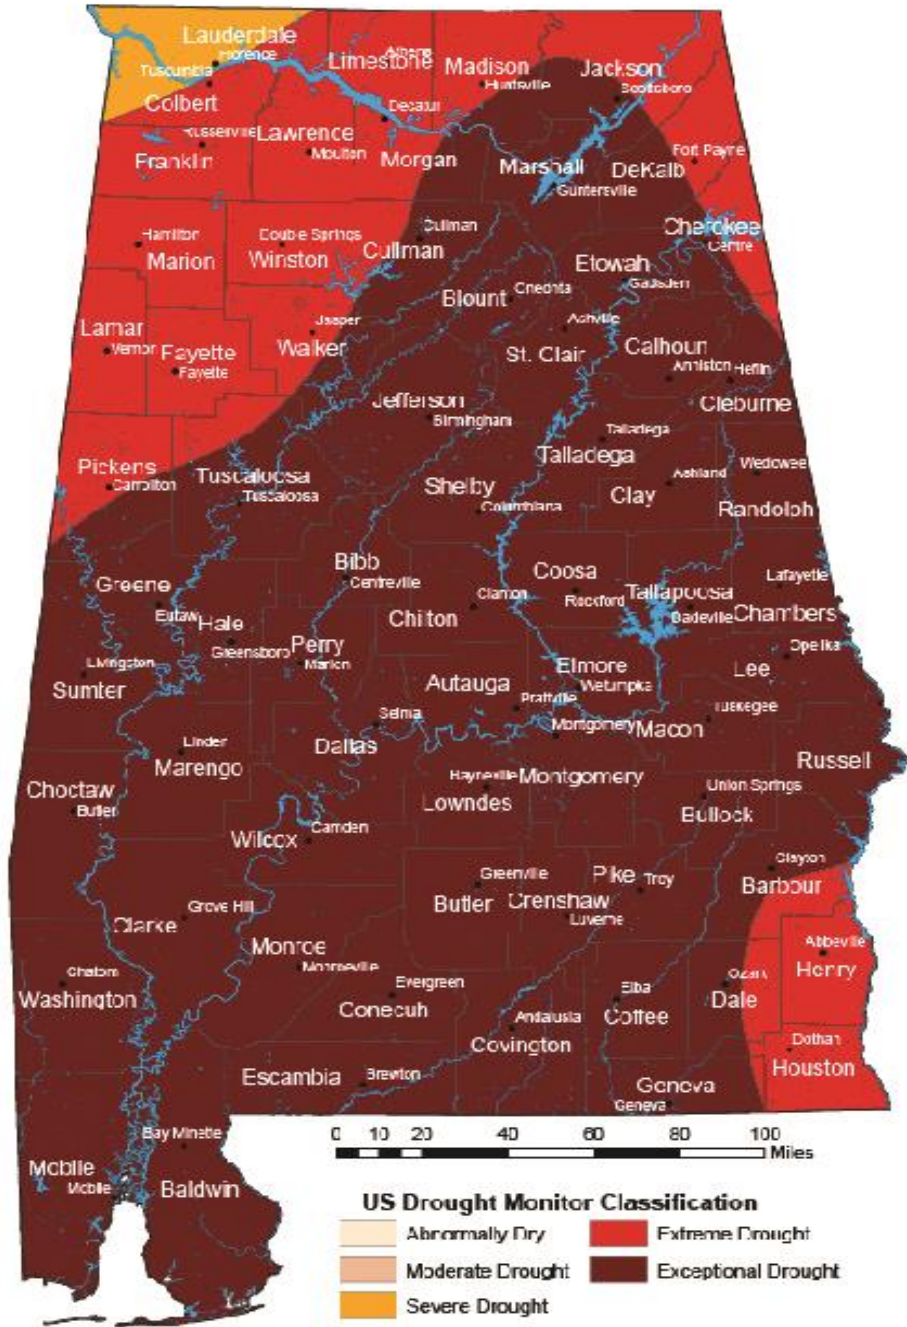 Lauderdale
Florence
Limestone
Athens
Madison
Huntsville
Jackson
Scottsboro
Tuscumbia
Colbert
Decatur
Russellville
Franklin
Lawrence
Moulton
Morgan
Marshall
Guntersville
DeKalb
Fort Payne
Hamilton
Marion
Double Springs
Winston
Cullman
Cullman
Cherokee
Centre
Etowah
Gadsden
Blount
Oneonta
Lamar
Vernon
Fayette
Fayette
Jasper
Walker
Ashville
St. Clair
Calhoun
Anniston
Heflin
Cleburne
Jefferson
Birmingham
Talladega
Talladega
Pickens
Carrollton
Tuscaloosa
Tuscaloosa
Shelby
Columbiana
Ashland
Clay
Wedowee
Randolph
Bibb
Centreville
Greene
Eutaw
Hale
Greensboro
Perry
Marion
Chilton
Clanton
Coosa
Rockford
Tallapoosa
Dadeville
Lafayette
Chambers
Opelika
Lee
Livingston
Sumter
Autauga
Prattville
Elmore
Wetumpka
Selma
Dallas
Montgomery
Macon
Tuskegee
Linden
Marengo
Russell
Choctaw
Butler
Hayneville
Lowndes
Montgomery
Union Springs
Bullock
Wilcox
Camden
Greenville
Butler
Crenshaw
Luverne
Pike
Troy
Clayton
Barbour
Clarke
Grove Hill
Monroe
Monroeville
Abbeville
Henry
Chatom
Washington
Evergreen
Conecuh
Andalusia
Covington
Elba
Coffee
Ozark
Dale
Dothan
Houston
Escambia
Brewton
Geneva
Geneva
Bay Minette
Mobile
Mobile
Baldwin
0 5 10 20 40 60 80 100
Miles
US Drought Monitor Classification
Abnormally Dry
Moderate Drought
Severe Drought
Extreme Drought
Exceptional Drought